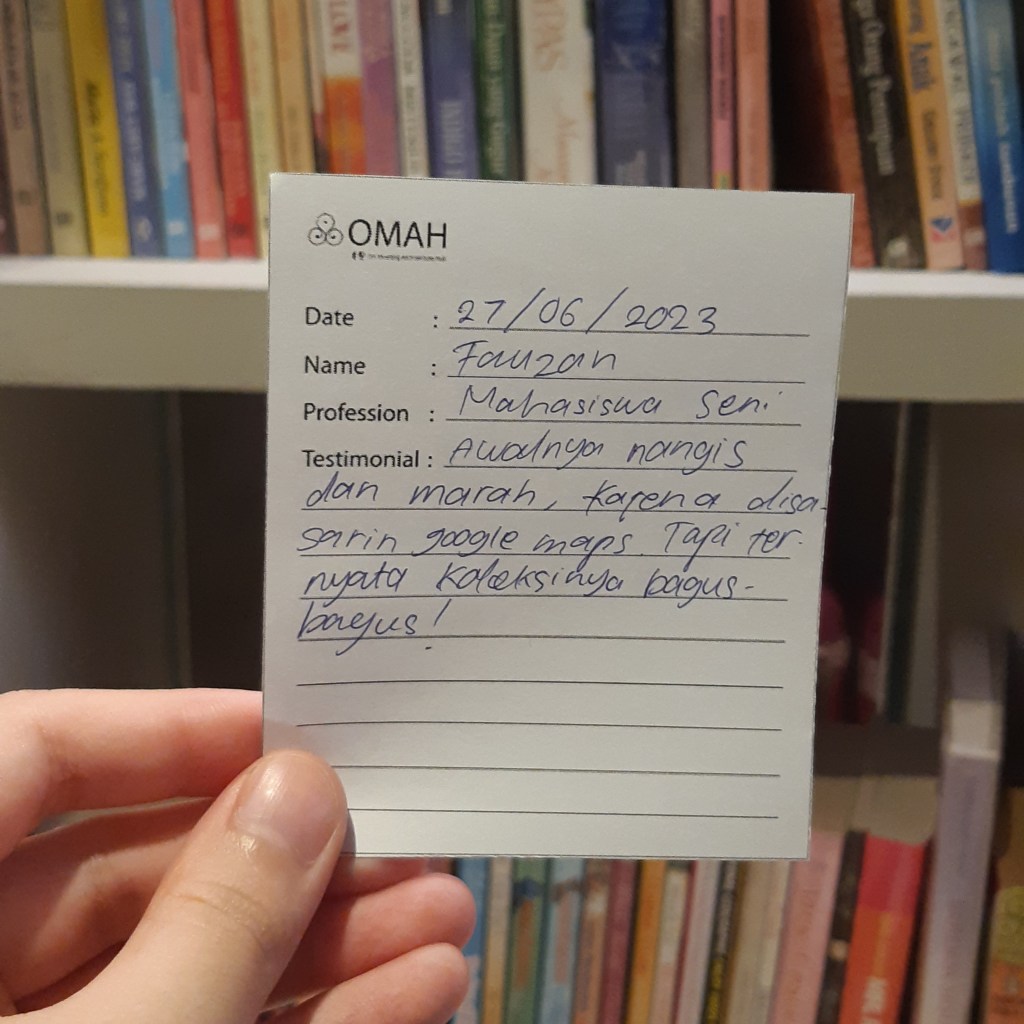 OMAH
Date : 27/06/2023
Name : Fauzan
Profession : Mahasiswa Seni
Testimonial : Awalnya nangis
dan marah, karena disa-
sarin google maps. Tapi ter-
nyata koleksinya bagus-
bagus!